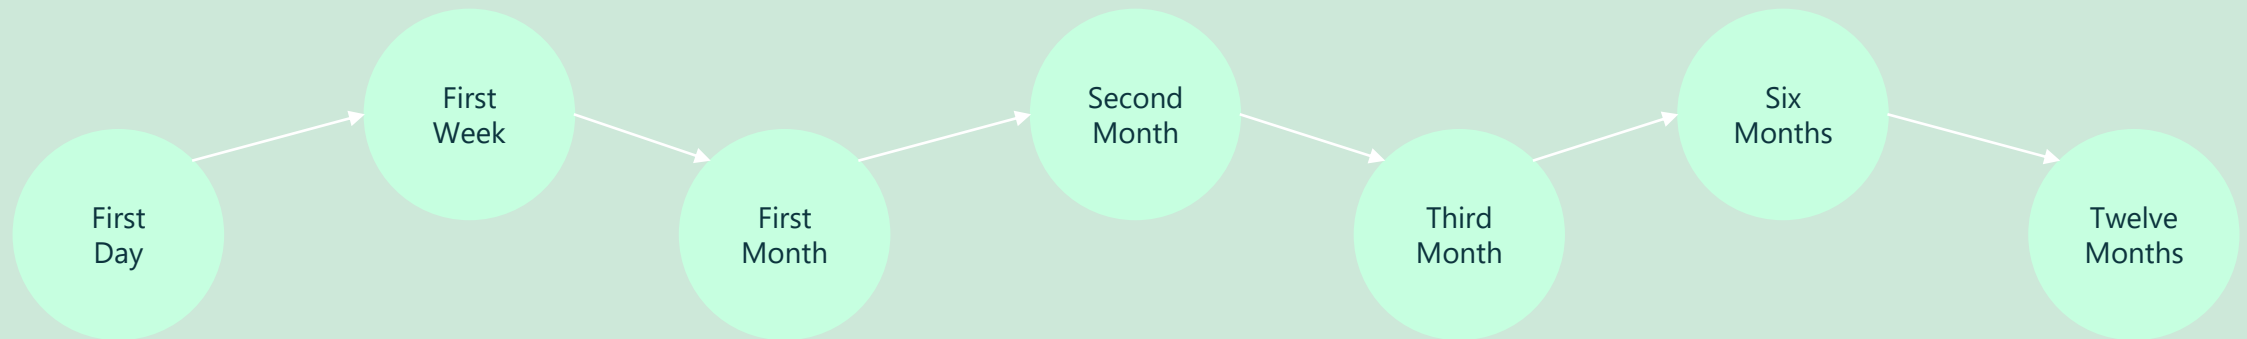 First
Day
First
Week
First
Month
Second
Month
Third
Month
Six
Months
Twelve
Months